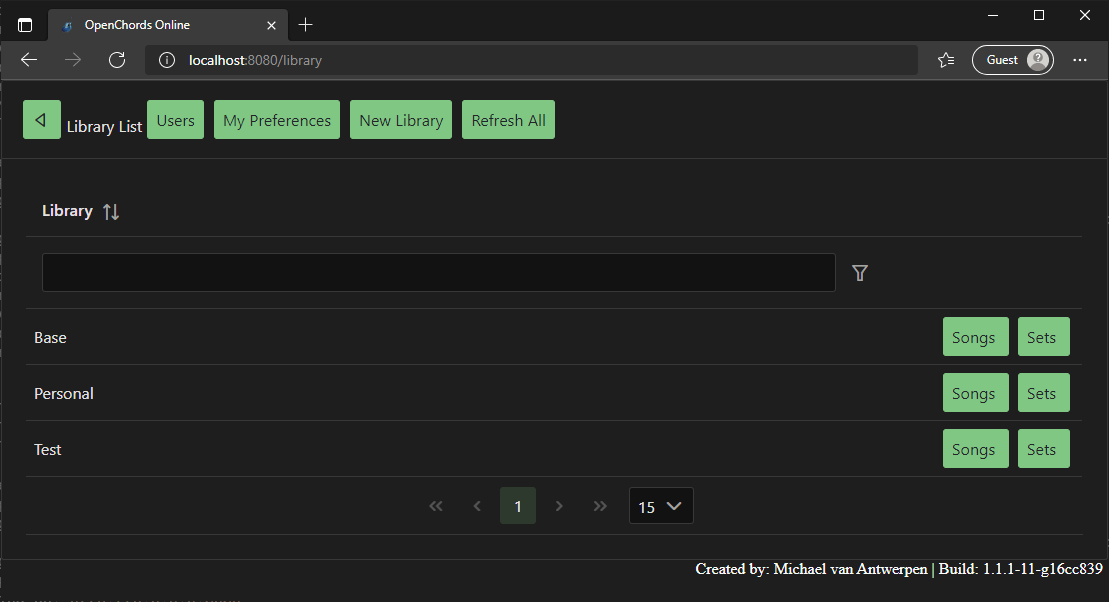 OpenChords Online
localhost:8080/library
Guest
Library List Users My Preferences New Library Refresh All
Library
Base Songs Sets
Personal Songs Sets
Test Songs Sets
« ‹ 1 › » 15
Created by: Michael van Antwerpen | Build: 1.1.1-11-g16cc839